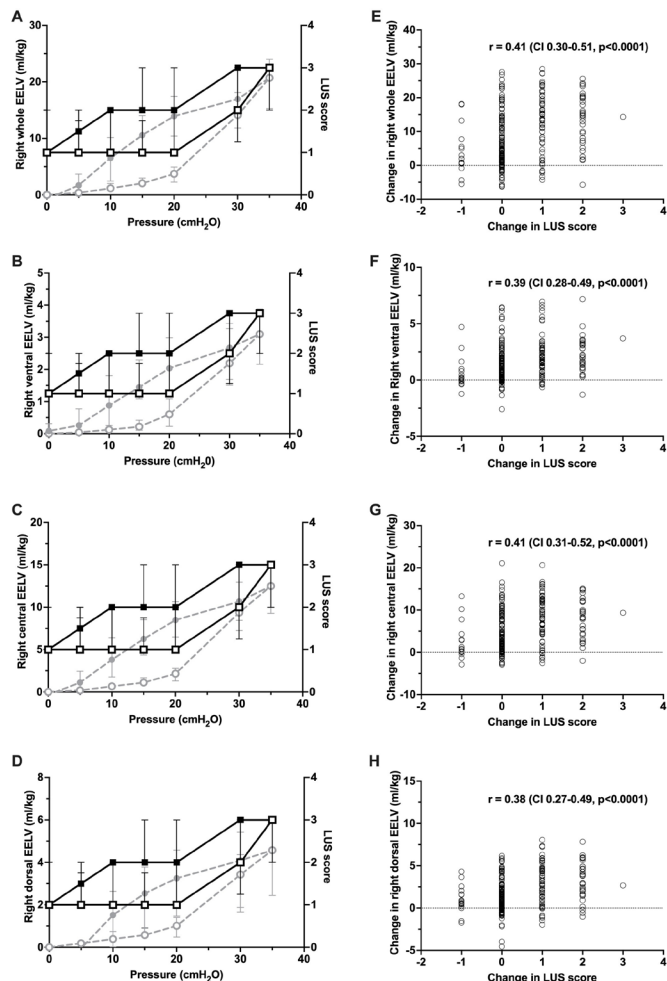 A
Right whole EELV (ml/kg)
30
25
20
15
10
5
0
4
3
2
1
0
LUS score
0 10 20 30 40
Pressure (cmH2O)
E
r = 0.41 (CI 0.30-0.51, p<0.0001)
Change in right whole EELV (ml/kg)
40
30
20
10
0
-10
-2 -1 0 1 2 3 4
Change in LUS score
B
Right ventral EELV (ml/kg)
5
4
3
2
1
0
4
3
2
1
0
LUS score
0 10 20 30 40
Pressure (cmH20)
F
r = 0.39 (CI 0.28-0.49, p<0.0001)
Change in Right ventral EELV (ml/kg)
10
5
0
-5
-2 -1 0 1 2 3 4
Change in LUS score
C
Right central EELV (ml/kg)
20
15
10
5
0
4
3
2
1
0
LUS score
0 10 20 30 40
Pressure (cmH2O)
G
r = 0.41 (CI 0.31-0.52, p<0.0001)
Change in right central EELV (ml/kg)
30
20
10
0
-10
-2 -1 0 1 2 3 4
Change in LUS score
D
Right dorsal EELV (ml/kg)
8
6
4
2
0
4
3
2
1
0
LUS score
0 10 20 30 40
Pressure (cmH2O)
H
r = 0.38 (CI 0.27-0.49, p<0.0001)
Change in right dorsal EELV (ml/kg)
15
10
5
0
-5
-2 -1 0 1 2 3 4
Change in LUS score